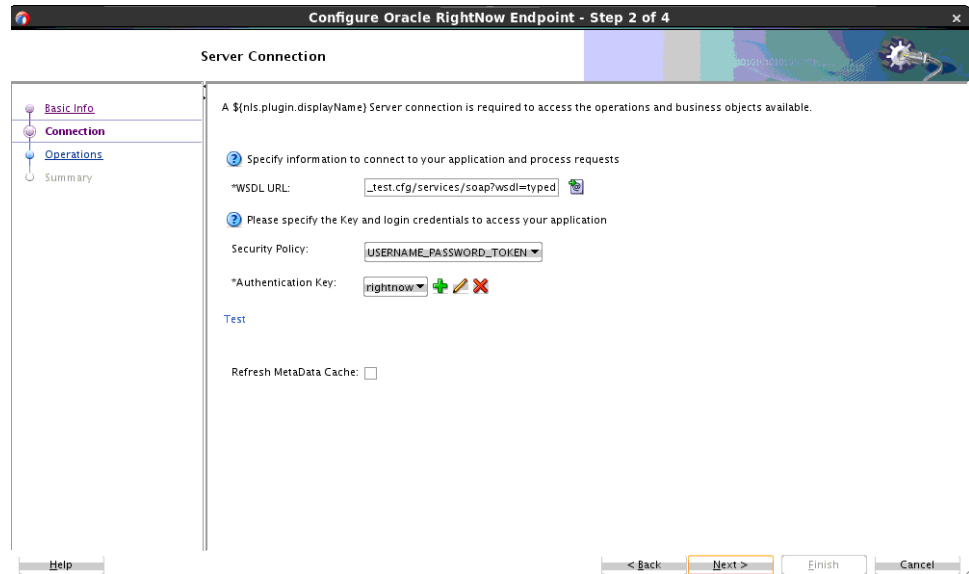 Configure Oracle RightNow Endpoint - Step 2 of 4
Server Connection
Basic Info
Connection
Operations
Summary
A ${nls.plugin.displayName} Server connection is required to access the operations and business objects available.
Specify information to connect to your application and process requests
*WSDL URL: _test.cfg/services/soap?wsdl=typed
Please specify the Key and login credentials to access your application
Security Policy: USERNAME_PASSWORD_TOKEN
*Authentication Key: rightnow
Test
Refresh MetaData Cache:
Help < Back Next > Finish Cancel